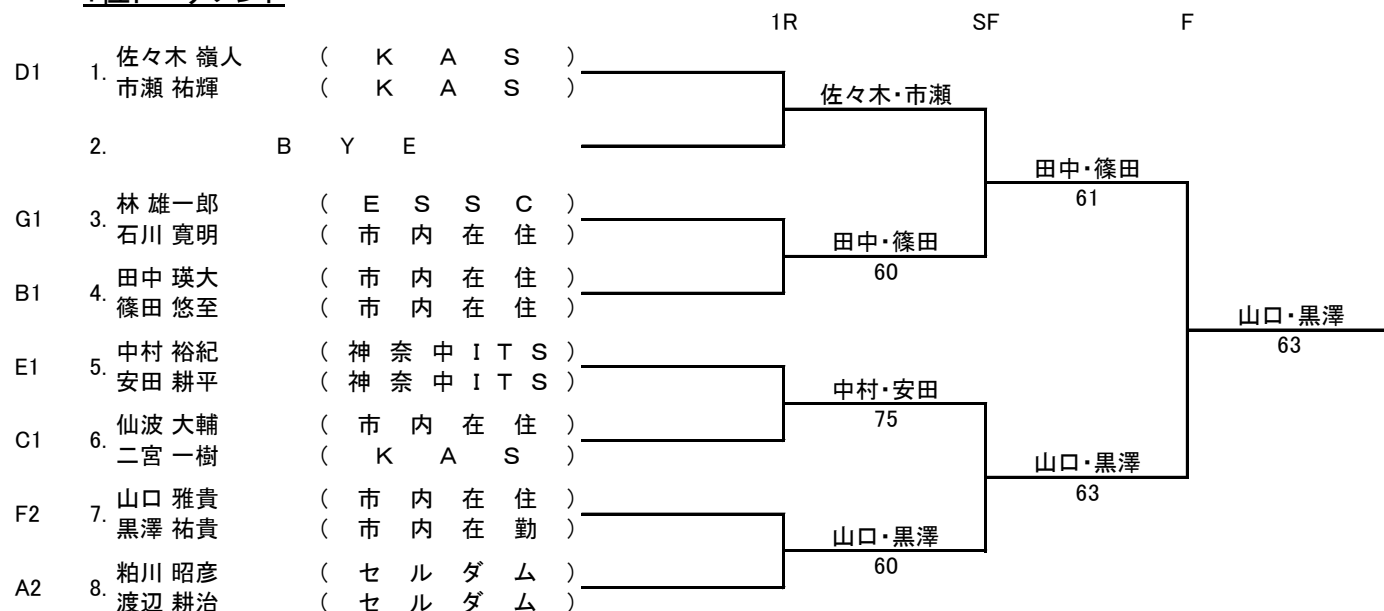 1R SF F
D1 1. 佐々木 嶺人 ( K A S )
市瀬 祐輝 ( K A S )
佐々木・市瀬
2. B Y E
田中・篠田
61
G1 3. 林 雄一郎 ( E S S C )
石川 寛明 ( 市 内 在 住 )
田中・篠田
60
B1 4. 田中 瑛大 ( 市 内 在 住 )
篠田 悠至 ( 市 内 在 住 )
山口・黒澤
63
E1 5. 中村 裕紀 ( 神 奈 中 I T S )
安田 耕平 ( 神 奈 中 I T S )
中村・安田
75
C1 6. 仙波 大輔 ( 市 内 在 住 )
二宮 一樹 ( K A S )
山口・黒澤
63
F2 7. 山口 雅貴 ( 市 内 在 住 )
黒澤 祐貴 ( 市 内 在 勤 )
山口・黒澤
60
A2 8. 粕川 昭彦 ( セ ル ダ ム )
渡辺 耕治 ( セ ル ダ ム )